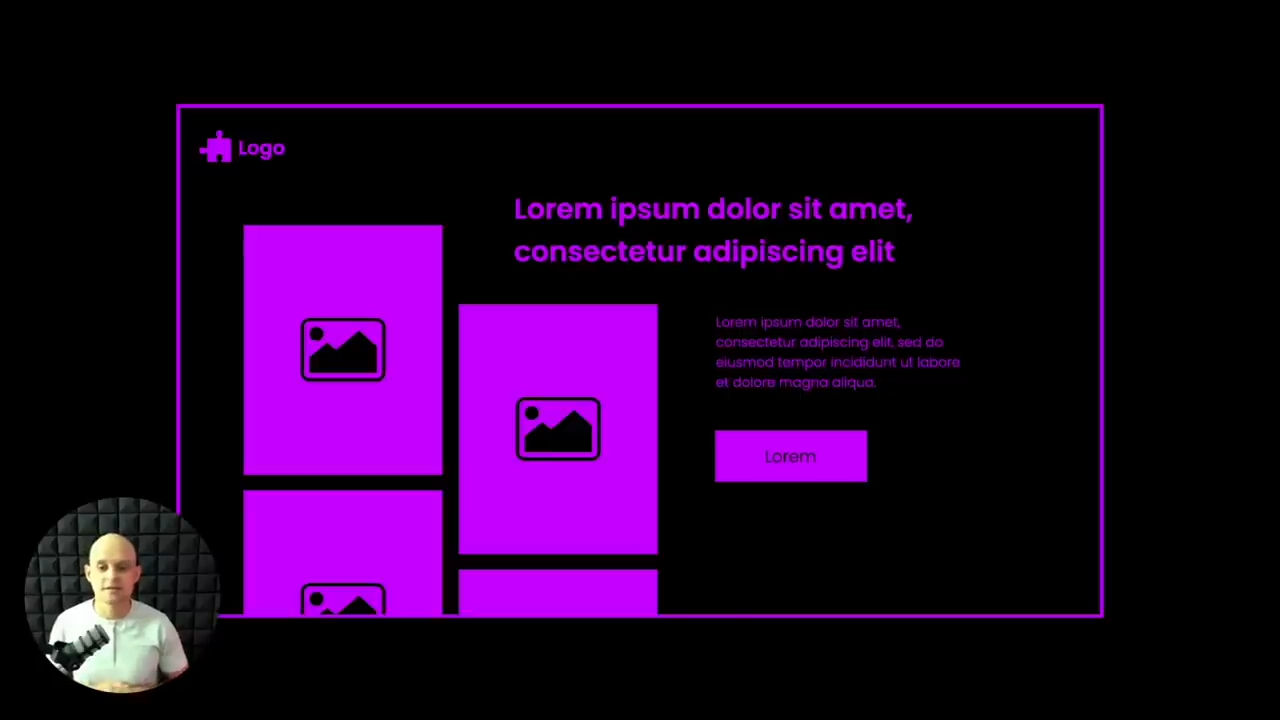 Logo
Lorem ipsum dolor sit amet,
consectetur adipiscing elit
Lorem ipsum dolor sit amet,
consectetur adipiscing elit, sed do
eiusmod tempor incididunt ut labore
et dolore magna aliqua.
Lorem